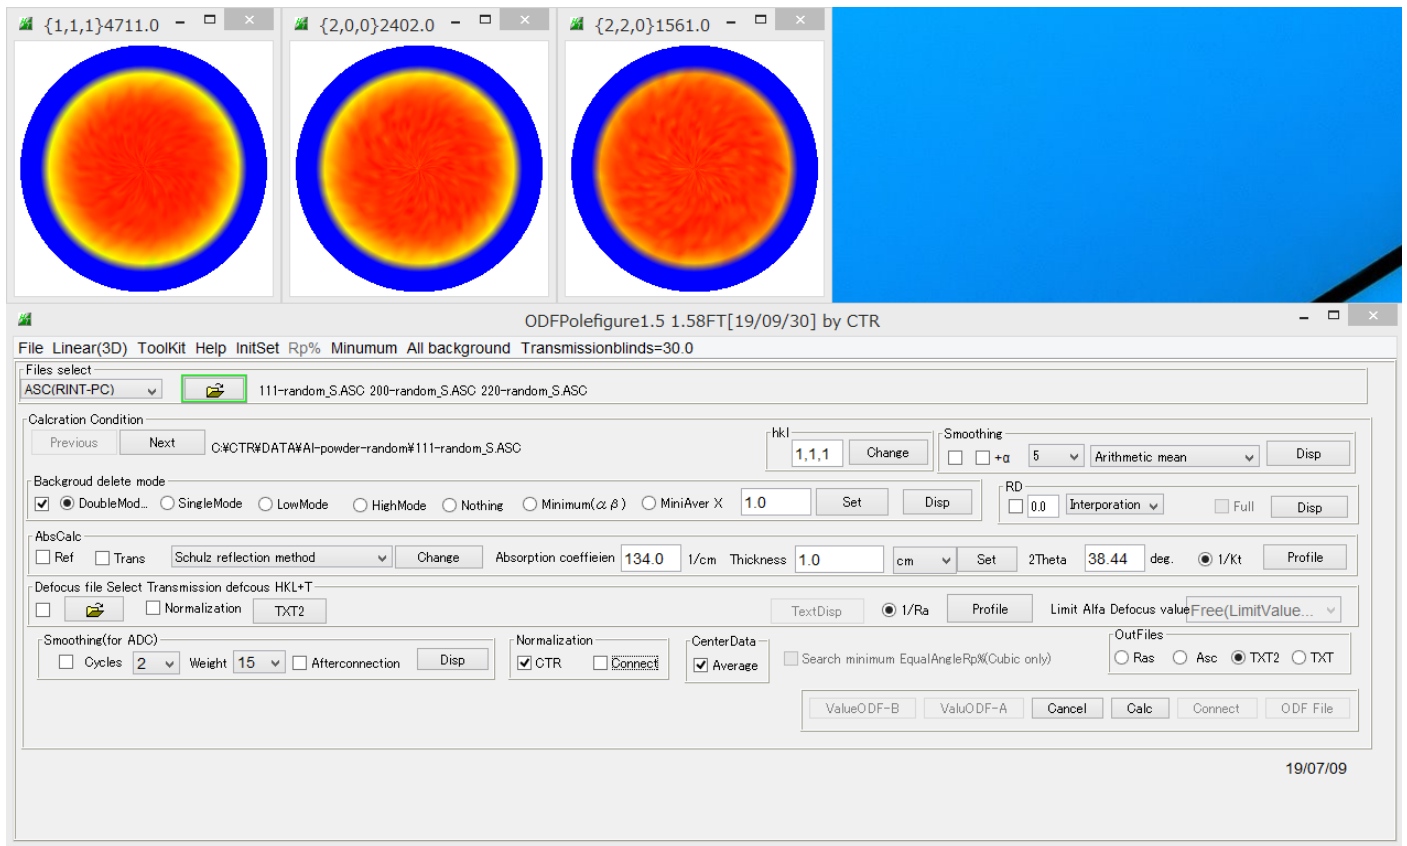 {1,1,1}4711.0
{2,0,0}2402.0
{2,2,0}1561.0
ODFPolefigure1.5 1.58FT[19/09/30] by CTR
File Linear(3D) ToolKit Help InitSet Rp% Minumum All background Transmissionblinds=30.0
Files select
ASC(RINT-PC) 111-random_S.ASC 200-random_S.ASC 220-random_S.ASC
Calcration Condition
Previous Next C:¥CTR¥DATA¥Al-powder-random¥111-random_S.ASC
hkl
1,1,1 Change
Smoothing
+α 5 Arithmetic mean Disp
Backgroud delete mode
DoubleMod... SingleMode LowMode HighMode Nothing Minimum(αβ) MiniAver X 1.0 Set Disp
RD
0.0 Interporation Full Disp
AbsCalc
Ref Trans Schulz reflection method Change Absorption coeffieien 134.0 1/cm Thickness 1.0 cm Set 2Theta 38.44 deg. 1/Kt Profile
Defocus file Select Transmission defcous HKL+T
Normalization TXT2 TextDisp 1/Ra Profile Limit Alfa Defocus value Free(LimitValue...
Smoothing(for ADC)
Cycles 2 Weight 15 Afterconnection Disp
Normalization
CTR Connect
CenterData
Average
Search minimum EqualAngleRp%(Cubic only)
OutFiles
Ras Asc TXT2 TXT
ValueODF-B ValuODF-A Cancel Calc Connect ODF File
19/07/09